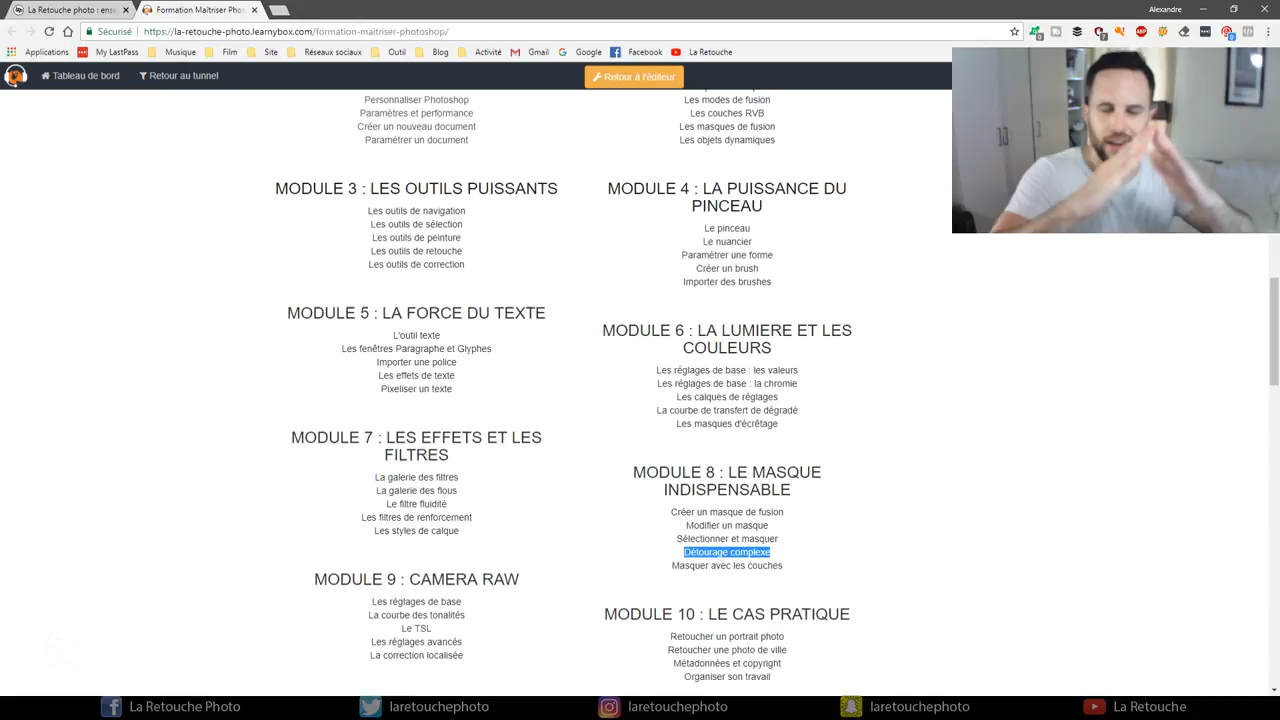 La Retouche photo : ense
Formation Maîtriser Phot
Alexandre
Sécurisé
https://la-retouche-photo.learnybox.com/formation-maitriser-photoshop/
Applications
My LastPass
Musique
Film
Site
Réseaux sociaux
Outil
Blog
Activité
Gmail
Google
Facebook
La Retouche
Tableau de bord
Retour au tunnel
Retour à l'éditeur
Personnaliser Photoshop
Paramètres et performance
Créer un nouveau document
Paramétrer un document
Les modes de fusion
Les couches RVB
Les masques de fusion
Les objets dynamiques
MODULE 3 : LES OUTILS PUISSANTS
Les outils de navigation
Les outils de sélection
Les outils de peinture
Les outils de retouche
Les outils de correction
MODULE 4 : LA PUISSANCE DU
PINCEAU
Le pinceau
Le nuancier
Paramétrer une forme
Créer un brush
Importer des brushes
MODULE 5 : LA FORCE DU TEXTE
L'outil texte
Les fenêtres Paragraphe et Glyphes
Importer une police
Les effets de texte
Pixeliser un texte
MODULE 6 : LA LUMIERE ET LES
COULEURS
Les réglages de base : les valeurs
Les réglages de base : la chromie
Les calques de réglages
La courbe de transfert de dégradé
Les masques d'écrêtage
MODULE 7 : LES EFFETS ET LES
FILTRES
La galerie des filtres
La galerie des flous
Le filtre fluidité
Les filtres de renforcement
Les styles de calque
MODULE 8 : LE MASQUE
INDISPENSABLE
Créer un masque de fusion
Modifier un masque
Sélectionner et masquer
Détourage complexe
Masquer avec les couches
MODULE 9 : CAMERA RAW
Les réglages de base
La courbe des tonalités
Le TSL
Les réglages avancés
La correction localisée
MODULE 10 : LE CAS PRATIQUE
Retoucher un portrait photo
Retoucher une photo de ville
Métadonnées et copyright
Organiser son travail
La Retouche Photo
laretouchephoto
laretouchephoto
laretouchephoto
La Retouche